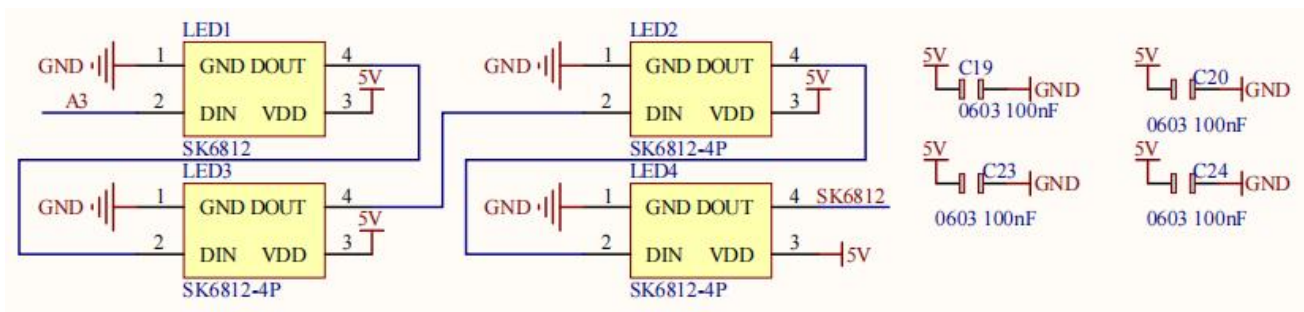 LED1
GND
1
GND DOUT
4
5V
A3
2
DIN VDD
3
SK6812
LED2
GND
1
GND DOUT
4
5V
2
DIN VDD
3
SK6812-4P
LED3
GND
1
GND DOUT
4
5V
2
DIN VDD
3
SK6812-4P
LED4
GND
1
GND DOUT
4
SK6812
2
DIN VDD
3
5V
SK6812-4P
5V
C19
GND
0603 100nF
5V
C20
GND
0603 100nF
5V
C23
GND
0603 100nF
5V
C24
GND
0603 100nF